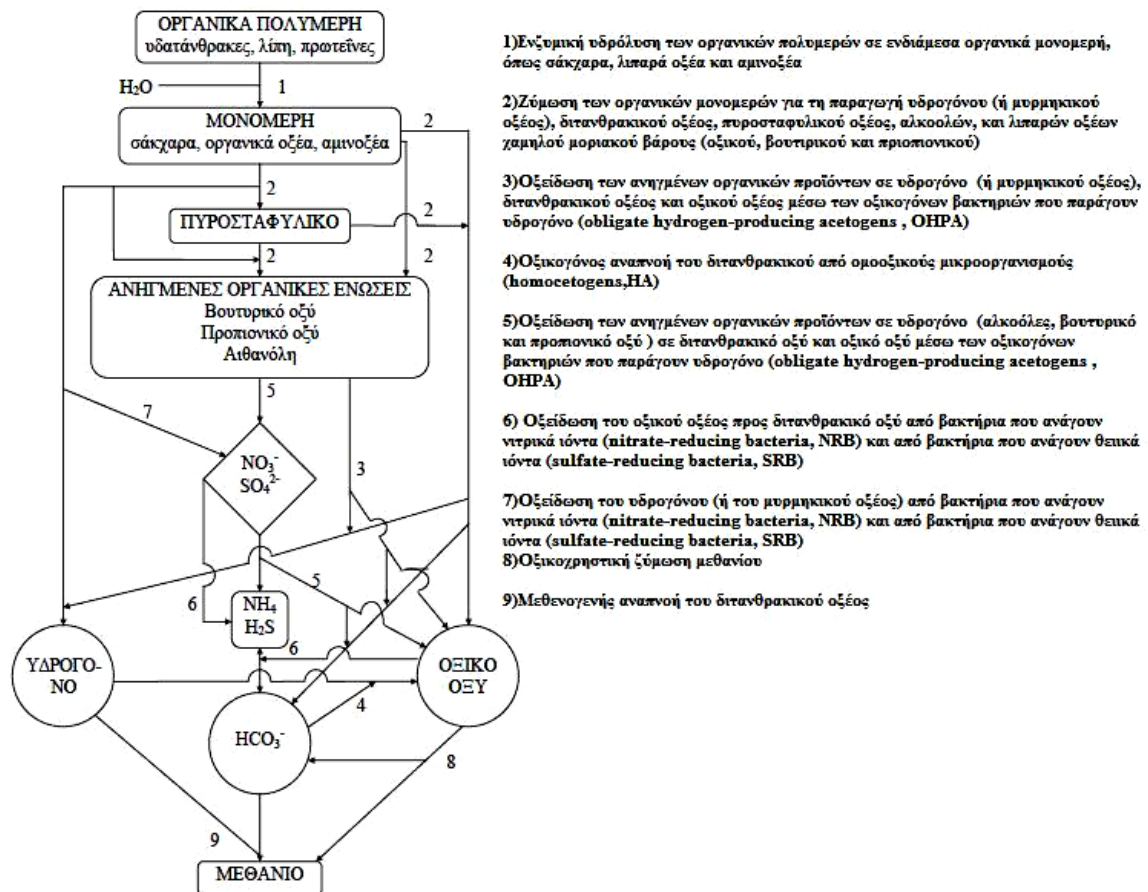 ΟΡΓΑΝΙΚΑ ΠΟΛΥΜΕΡΗ
υδατάνθρακες, λίπη, πρωτεΐνες
H₂O
1
ΜΟΝΟΜΕΡΗ
σάκχαρα, οργανικά οξέα, αμινοξέα
2
2
ΠΥΡΟΣΤΑΦΥΛΙΚΟ
2
2
2
ΑΝΗΓΜΕΝΕΣ ΟΡΓΑΝΙΚΕΣ ΕΝΩΣΕΙΣ
Βουτυρικό οξύ
Προπιονικό οξύ
Αιθανόλη
5
7
NO₃⁻
SO₄²⁻
3
5
6
NH₄
H₂S
6
ΥΔΡΟΓΟ-
ΝΟ
ΟΞΙΚΟ
ΟΞΥ
4
HCO₃⁻
8
9
ΜΕΘΑΝΙΟ
1)Ενζυμική υδρόλυση των οργανικών πολυμερών σε ενδιάμεσα οργανικά μονομερή,
όπως σάκχαρα, λιπαρά οξέα και αμινοξέα
2)Ζύμωση των οργανικών μονομερών για τη παραγωγή υδρογόνου (ή μυρμηκικού
οξέος), διτανθρακικού οξέος, πυροσταφυλικού οξέος, αλκοολών, και λιπαρών οξέων
χαμηλού μοριακού βάρους (οξικού, βουτιρικού και πριοπιονικού)
3)Οξείδωση των ανηγμένων οργανικών προϊόντων σε υδρογόνο (ή μυρμηκικού οξέος),
διτανθρακικού οξέος και οξικού οξέος μέσω των οξικογόνων βακτηριών που παράγουν
υδρογόνο (obligate hydrogen-producing acetogens , OHPA)
4)Οξικογόνος αναπνοή του διτανθρακικού από ομοοξικούς μικροοργανισμούς
(homocetogens,HA)
5)Οξείδωση των ανηγμένων οργανικών προϊόντων σε υδρογόνο (αλκοόλες, βουτυρικό
και προπιονικό οξύ ) σε διτανθρακικό οξύ και οξικό οξύ μέσω των οξικογόνων
βακτηριών που παράγουν υδρογόνο (obligate hydrogen-producing acetogens ,
OHPA)
6) Οξείδωση του οξικού οξέος προς διτανθρακικό οξύ από βακτήρια που ανάγουν
νιτρικά ιόντα (nitrate-reducing bacteria, NRB) και από βακτήρια που ανάγουν θειικά
ιόντα (sulfate-reducing bacteria, SRB)
7)Οξείδωση του υδρογόνου (ή του μυρμηκικού οξέος) από βακτήρια που ανάγουν
νιτρικά ιόντα (nitrate-reducing bacteria, NRB) και από βακτήρια που ανάγουν θειικά
ιόντα (sulfate-reducing bacteria, SRB)
8)Οξικοχρηστική ζύμωση μεθανίου
9)Μεθενογενής αναπνοή του διτανθρακικού οξέος